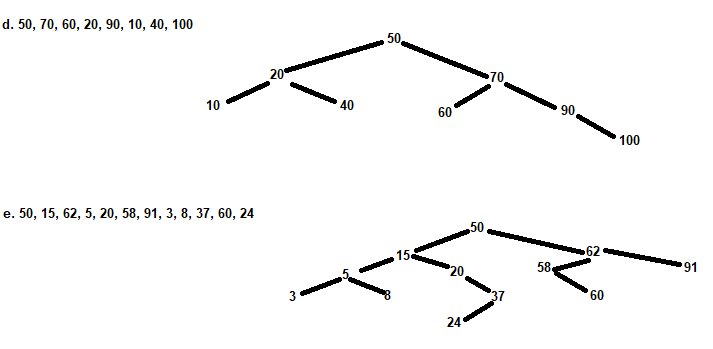 d. 50, 70, 60, 20, 90, 10, 40, 100
50
20 70
10 40 60 90
100
e. 50, 15, 62, 5, 20, 58, 91, 3, 8, 37, 60, 24
50
15 62
5 20 58 91
3 8 37 60
24